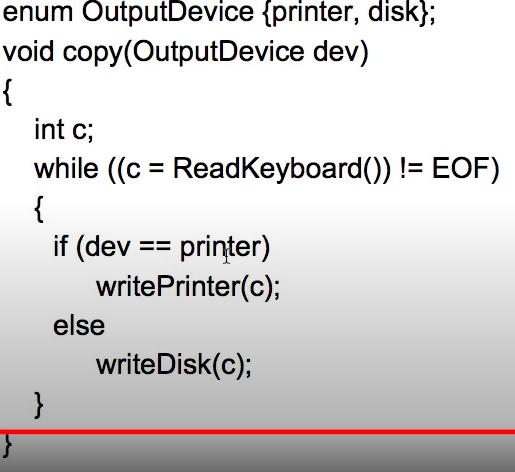 enum OutputDevice {printer, disk};
void copy(OutputDevice dev)
{
int c;
while ((c = ReadKeyboard()) != EOF)
{
if (dev == printer)
writePrinter(c);
else
writeDisk(c);
}
}